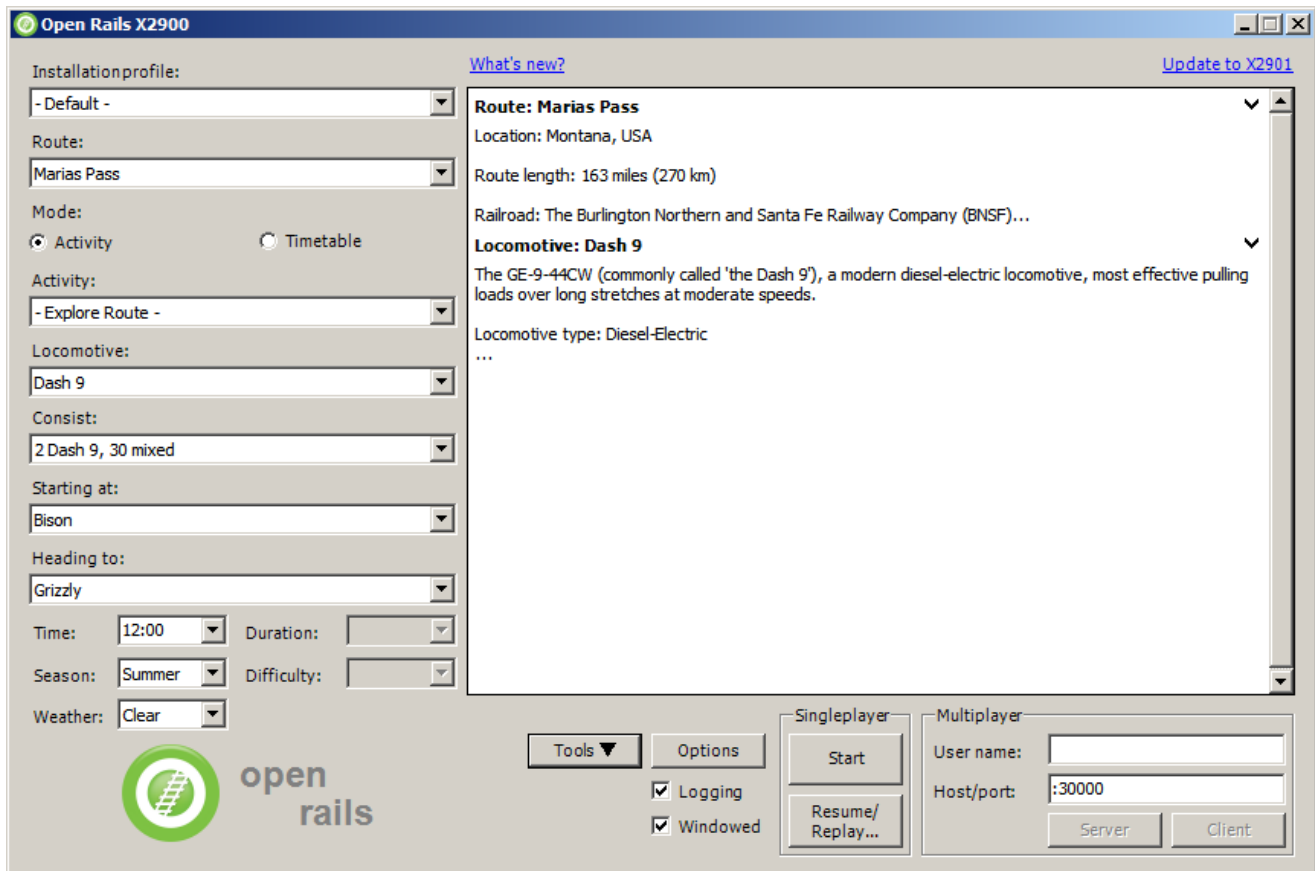 Open Rails X2900
What's new?
Update to X2901
Installation profile:
- Default -
Route:
Marias Pass
Mode:
Activity
Timetable
Activity:
- Explore Route -
Locomotive:
Dash 9
Consist:
2 Dash 9, 30 mixed
Starting at:
Bison
Heading to:
Grizzly
Time:
12:00
Duration:
Season:
Summer
Difficulty:
Weather:
Clear
open
rails
Route: Marias Pass
Location: Montana, USA
Route length: 163 miles (270 km)
Railroad: The Burlington Northern and Santa Fe Railway Company (BNSF)...
Locomotive: Dash 9
The GE-9-44CW (commonly called 'the Dash 9'), a modern diesel-electric locomotive, most effective pulling
loads over long stretches at moderate speeds.
Locomotive type: Diesel-Electric
...
Tools
Options
Logging
Windowed
Singleplayer
Start
Resume/
Replay...
Multiplayer
User name:
Host/port:
:30000
Server
Client